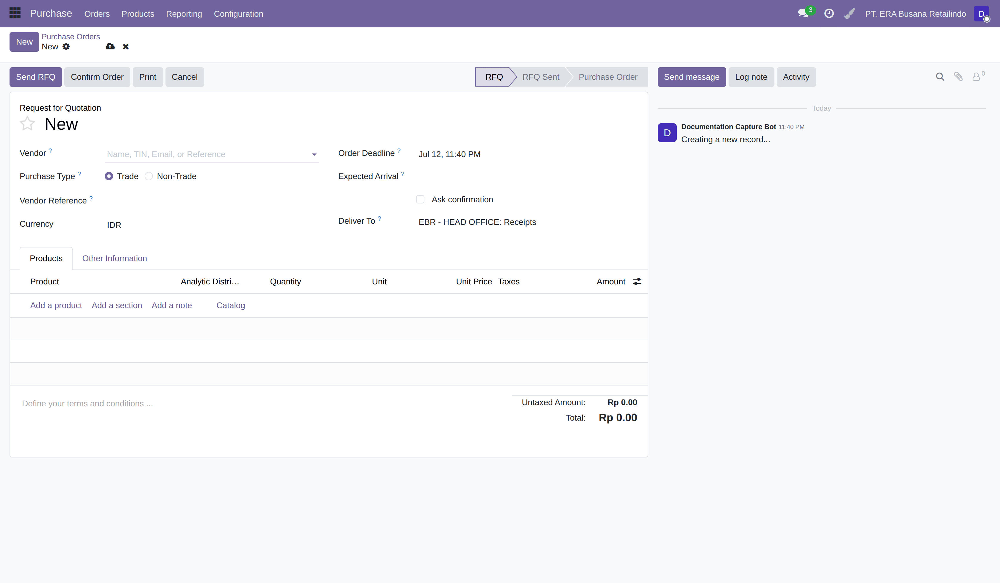 Purchase Orders Products Reporting Configuration 3 PT. ERA Busana Retailindo D
New Purchase Orders
New
Send RFQ Confirm Order Print Cancel RFQ RFQ Sent Purchase Order Send message Log note Activity 0
Request for Quotation
New
Today
D Documentation Capture Bot 11:40 PM
Creating a new record...
Vendor ? Name, TIN, Email, or Reference Order Deadline ? Jul 12, 11:40 PM
Purchase Type ? Trade Non-Trade Expected Arrival ?
Vendor Reference ? Ask confirmation
Currency IDR Deliver To ? EBR - HEAD OFFICE: Receipts
Products Other Information
Product Analytic Distri... Quantity Unit Unit Price Taxes Amount
Add a product Add a section Add a note Catalog
Define your terms and conditions ... Untaxed Amount: Rp 0.00
Total: Rp 0.00